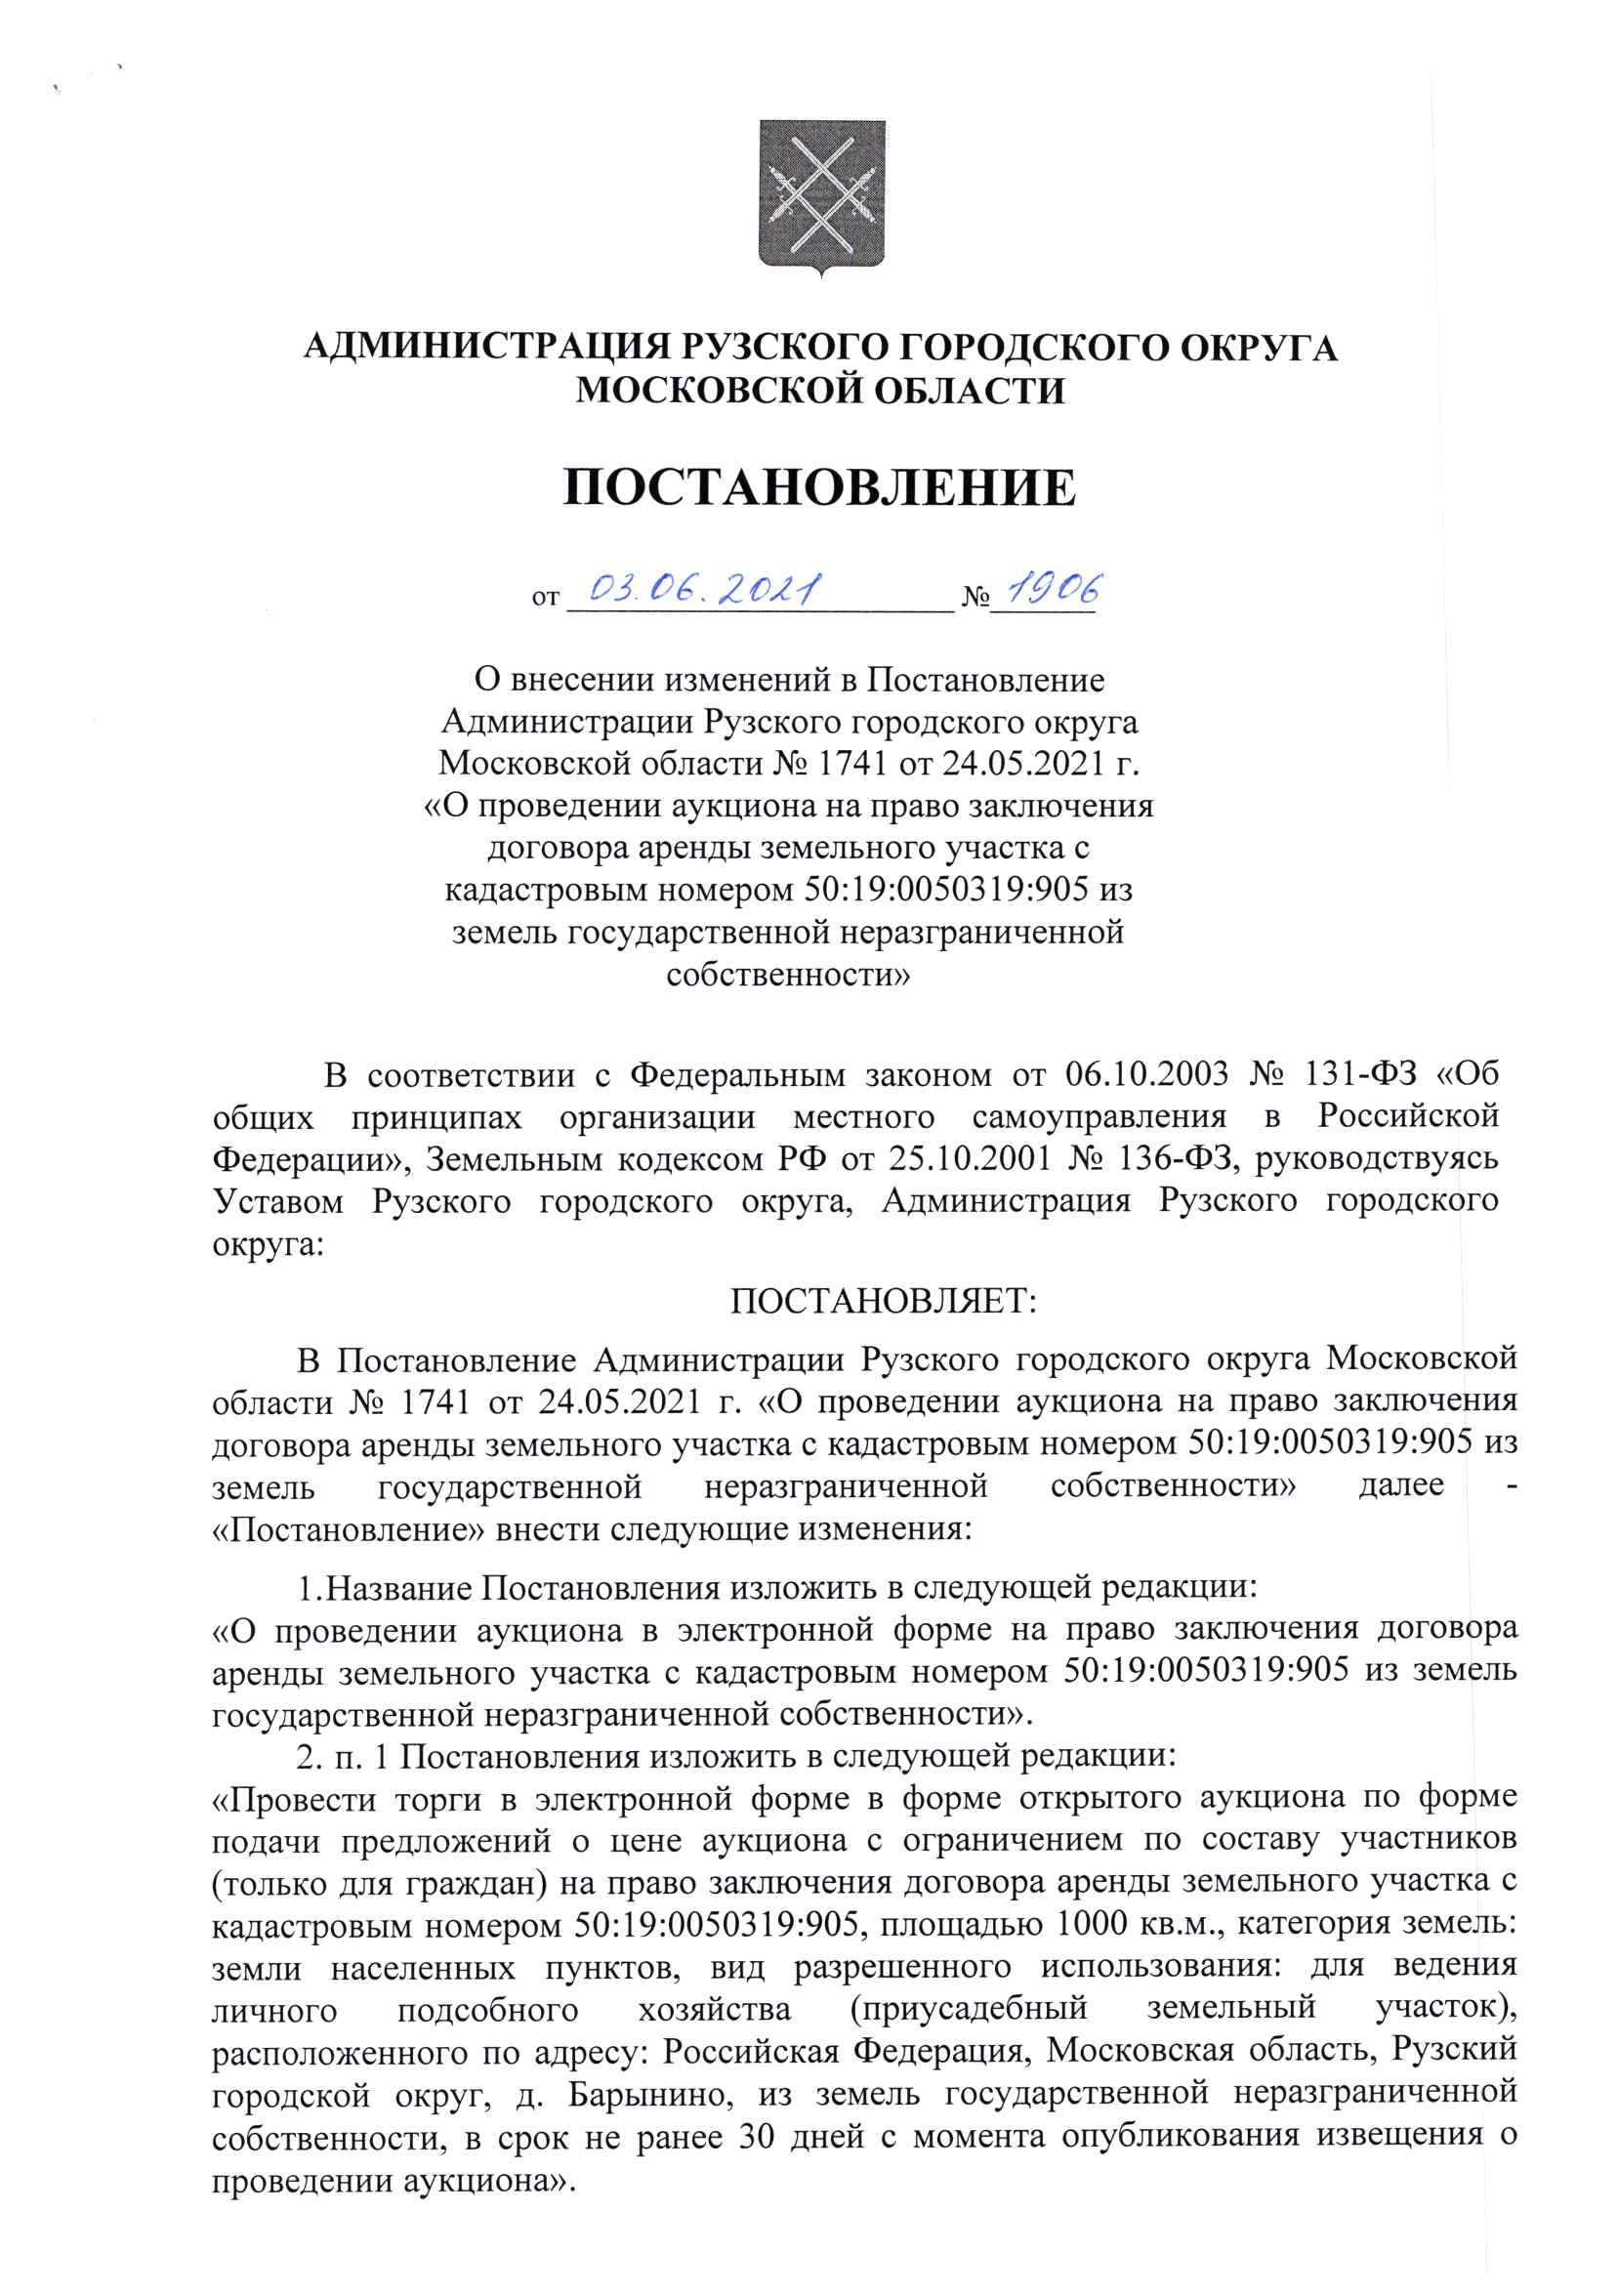 АДМИНИСТРАЦИЯ РУЗСКОГО ГОРОДСКОГО ОКРУГА
МОСКОВСКОЙ ОБЛАСТИ
ПОСТАНОВЛЕНИЕ
от 03.06.2021 № 1906
О внесении изменений в Постановление
Администрации Рузского городского округа
Московской области № 1741 от 24.05.2021 г.
«О проведении аукциона на право заключения
договора аренды земельного участка с
кадастровым номером 50:19:0050319:905 из
земель государственной неразграниченной
собственности»
В соответствии с Федеральным законом от 06.10.2003 № 131-ФЗ «Об
общих принципах организации местного самоуправления в Российской
Федерации», Земельным кодексом РФ от 25.10.2001 № 136-ФЗ, руководствуясь
Уставом Рузского городского округа, Администрация Рузского городского
округа:
ПОСТАНОВЛЯЕТ:
В Постановление Администрации Рузского городского округа Московской
области № 1741 от 24.05.2021 г. «О проведении аукциона на право заключения
договора аренды земельного участка с кадастровым номером 50:19:0050319:905 из
земель государственной неразграниченной собственности» далее -
«Постановление» внести следующие изменения:
1.Название Постановления изложить в следующей редакции:
«О проведении аукциона в электронной форме на право заключения договора
аренды земельного участка с кадастровым номером 50:19:0050319:905 из земель
государственной неразграниченной собственности».
2. п. 1 Постановления изложить в следующей редакции:
«Провести торги в электронной форме в форме открытого аукциона по форме
подачи предложений о цене аукциона с ограничением по составу участников
(только для граждан) на право заключения договора аренды земельного участка с
кадастровым номером 50:19:0050319:905, площадью 1000 кв.м., категория земель:
земли населенных пунктов, вид разрешенного использования: для ведения
личного подсобного хозяйства (приусадебный земельный участок),
расположенного по адресу: Российская Федерация, Московская область, Рузский
городской округ, д. Барынино, из земель государственной неразграниченной
собственности, в срок не ранее 30 дней с момента опубликования извещения о
проведении аукциона».